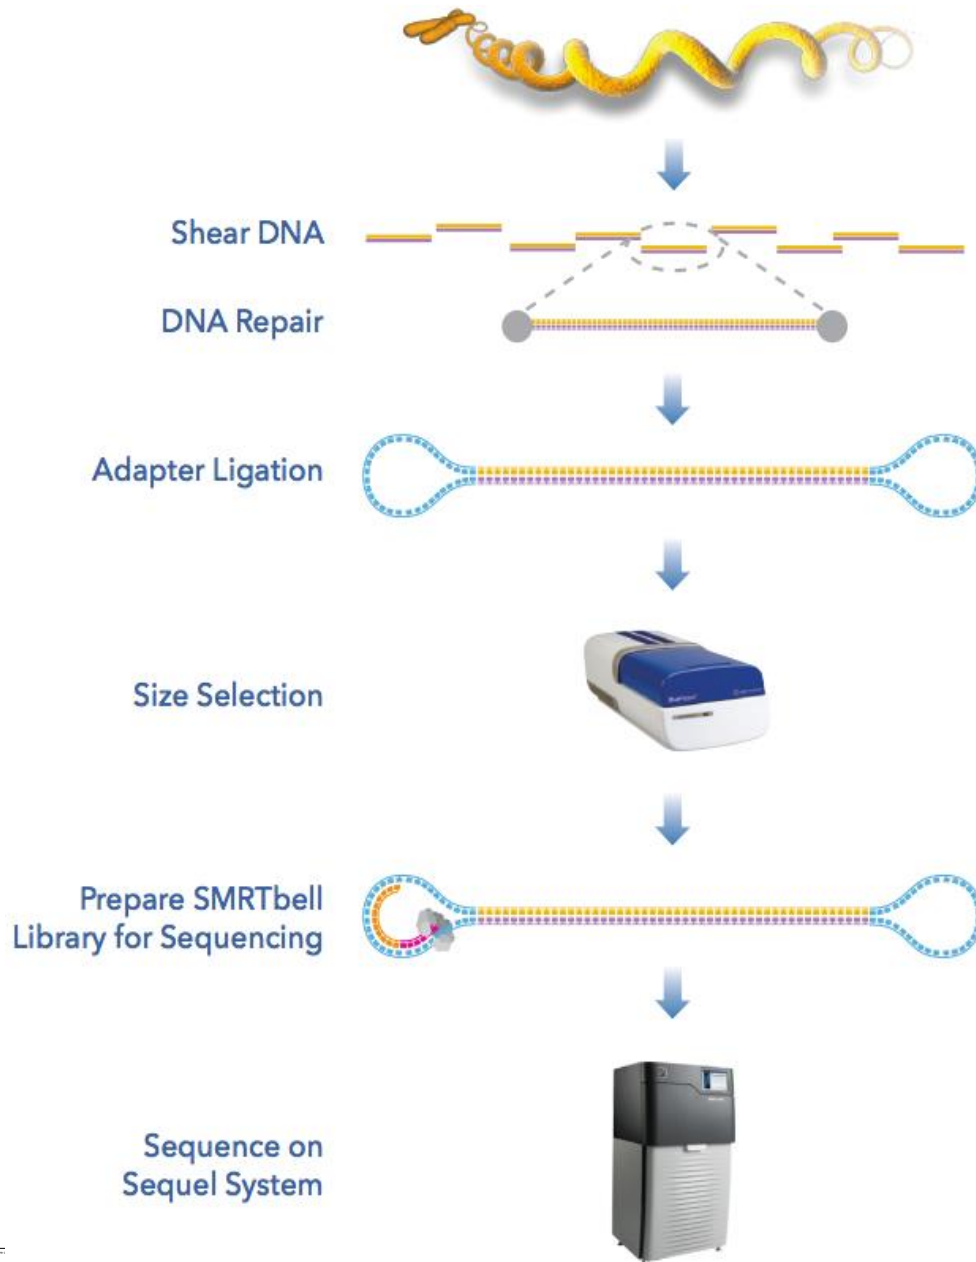 Shear DNA
DNA Repair
Adapter Ligation
Size Selection
Prepare SMRTbell
Library for Sequencing
Sequence on
Sequel System